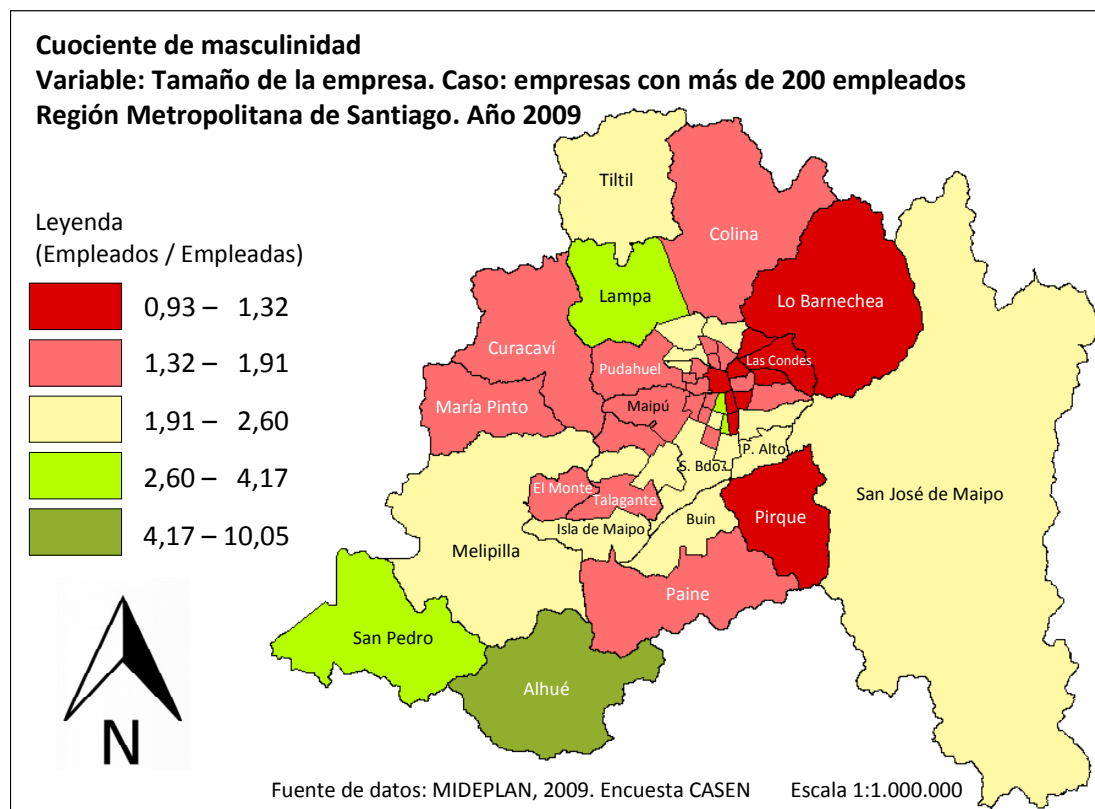 Cuociente de masculinidad
Variable: Tamaño de la empresa. Caso: empresas con más de 200 empleados
Región Metropolitana de Santiago. Año 2009
Tiltil
Leyenda
(Empleados / Empleadas)
Colina
0,93 – 1,32
1,32 – 1,91
1,91 – 2,60
2,60 – 4,17
4,17 – 10,05
Lampa
Lo Barnechea
Curacaví
Pudahuel
Las Condes
María Pinto
Maipú
P. Alto
S. Bdo.
El Monte
Talagante
San José de Maipo
Isla de Maipo
Buin
Pirque
Melipilla
Paine
San Pedro
Alhué
N
Fuente de datos: MIDEPLAN, 2009. Encuesta CASEN Escala 1:1.000.000